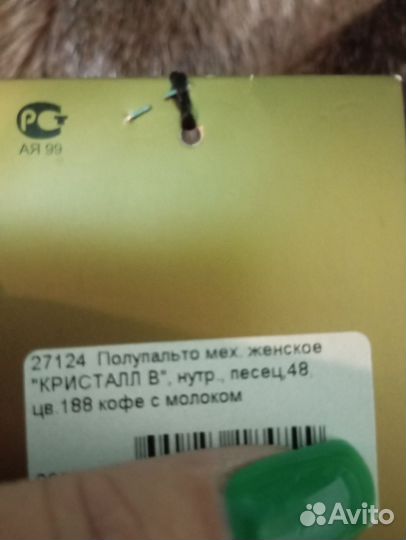 РСТ
АЯ 99
27124 Полупальто мех. женское
"КРИСТАЛЛ В", нутр., песец,48,
цв.188 кофе с молоком
Avito